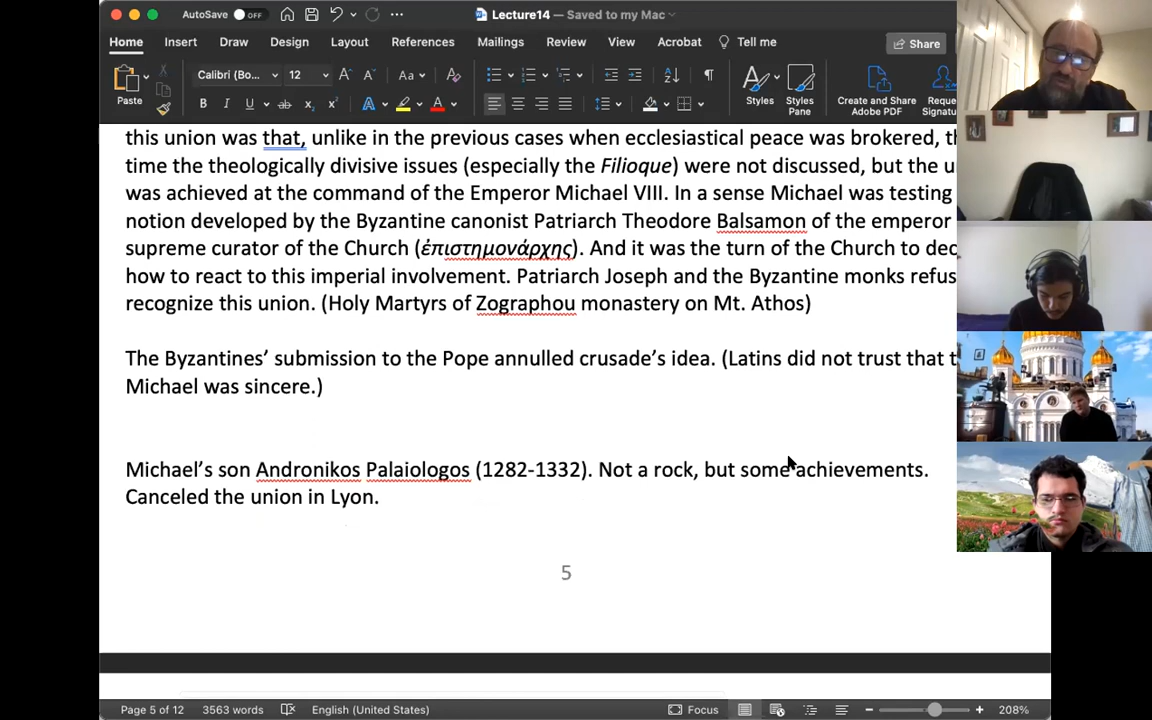 AutoSave OFF ... Lecture14 — Saved to my Mac
Home Insert Draw Design Layout References Mailings Review View Acrobat Tell me Share
Paste Calibri (Bo... 12 A A Aa A Styles Styles Pane Create and Share Adobe PDF
B I U ab x₂ x² A A
this union was that, unlike in the previous cases when ecclesiastical peace was brokered,
time the theologically divisive issues (especially the Filioque) were not discussed, but the
was achieved at the command of the Emperor Michael VIII. In a sense Michael was testing
notion developed by the Byzantine canonist Patriarch Theodore Balsamon of the emperor
supreme curator of the Church (ἐπιστημονάρχης). And it was the turn of the Church to
how to react to this imperial involvement. Patriarch Joseph and the Byzantine monks
recognize this union. (Holy Martyrs of Zographou monastery on Mt. Athos)
The Byzantines’ submission to the Pope annulled crusade’s idea. (Latins did not trust that
Michael was sincere.)
Michael’s son Andronikos Palaiologos (1282-1332). Not a rock, but some achievements.
Canceled the union in Lyon.
5
Page 5 of 12 3563 words English (United States) Focus 208%